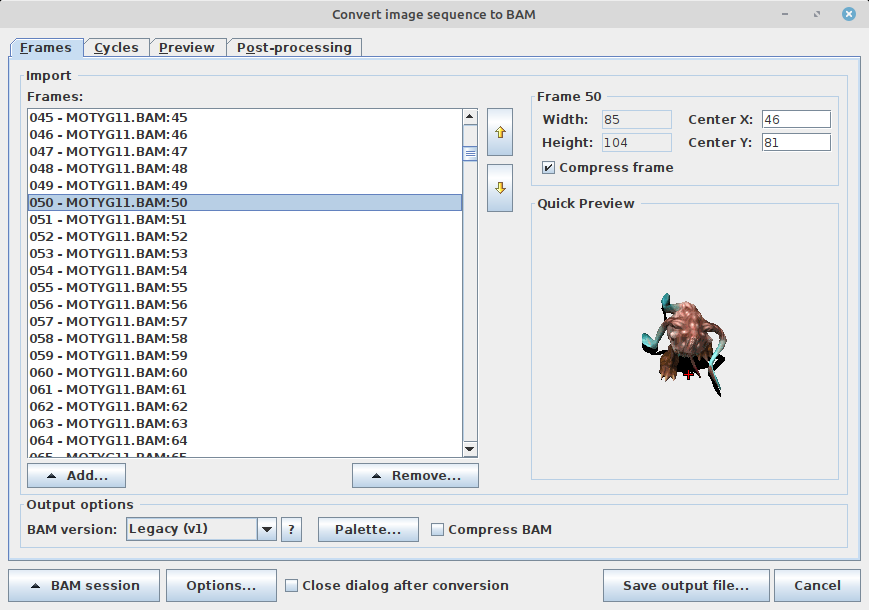 Convert image sequence to BAM
Frames Cycles Preview Post-processing
Import
Frames:
045 - MOTYG11.BAM:45
046 - MOTYG11.BAM:46
047 - MOTYG11.BAM:47
048 - MOTYG11.BAM:48
049 - MOTYG11.BAM:49
050 - MOTYG11.BAM:50
051 - MOTYG11.BAM:51
052 - MOTYG11.BAM:52
053 - MOTYG11.BAM:53
054 - MOTYG11.BAM:54
055 - MOTYG11.BAM:55
056 - MOTYG11.BAM:56
057 - MOTYG11.BAM:57
058 - MOTYG11.BAM:58
059 - MOTYG11.BAM:59
060 - MOTYG11.BAM:60
061 - MOTYG11.BAM:61
062 - MOTYG11.BAM:62
063 - MOTYG11.BAM:63
064 - MOTYG11.BAM:64
065 - MOTYG11.BAM:65
Add... Remove...
Frame 50
Width: 85 Center X: 46
Height: 104 Center Y: 81
Compress frame
Quick Preview
Output options
BAM version: Legacy (v1) ? Palette... Compress BAM
BAM session Options... Close dialog after conversion Save output file... Cancel